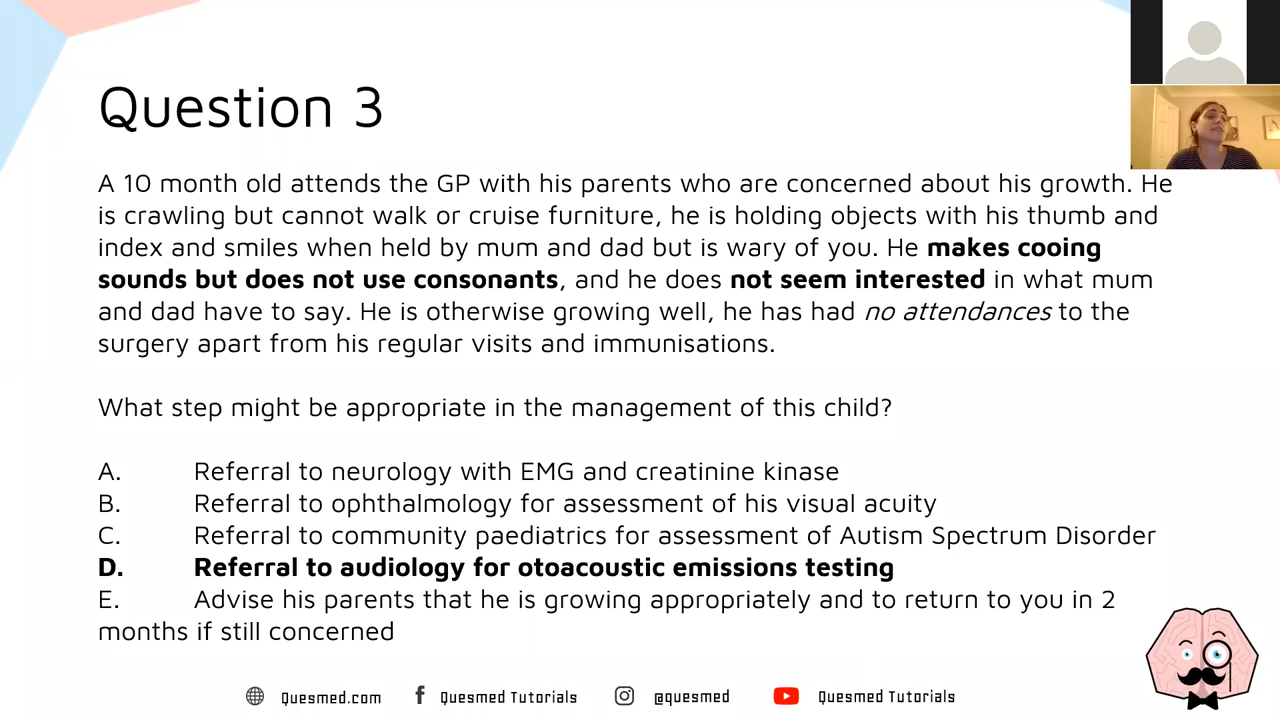 Question 3
A 10 month old attends the GP with his parents who are concerned about his growth. He
is crawling but cannot walk or cruise furniture, he is holding objects with his thumb and
index and smiles when held by mum and dad but is wary of you. He makes cooing
sounds but does not use consonants, and he does not seem interested in what mum
and dad have to say. He is otherwise growing well, he has had no attendances to the
surgery apart from his regular visits and immunisations.
What step might be appropriate in the management of this child?
A. Referral to neurology with EMG and creatinine kinase
B. Referral to ophthalmology for assessment of his visual acuity
C. Referral to community paediatrics for assessment of Autism Spectrum Disorder
D. Referral to audiology for otoacoustic emissions testing
E. Advise his parents that he is growing appropriately and to return to you in 2
months if still concerned
Quesmed.com Quesmed Tutorials @quesmed Quesmed Tutorials